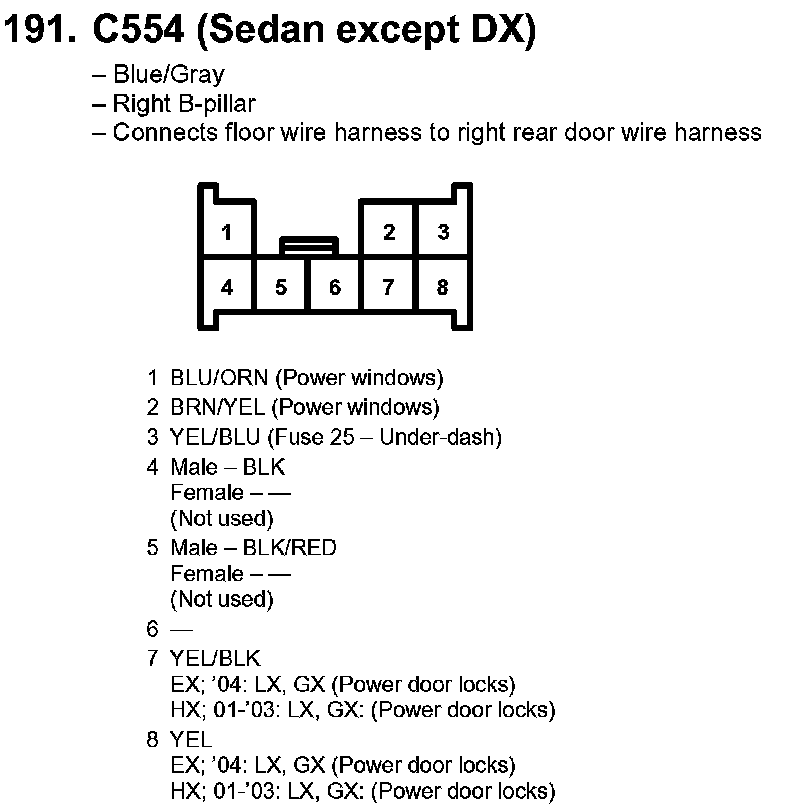 191. C554 (Sedan except DX)
– Blue/Gray
– Right B-pillar
– Connects floor wire harness to right rear door wire harness
1 2 3
4 5 6 7 8
1 BLU/ORN (Power windows)
2 BRN/YEL (Power windows)
3 YEL/BLU (Fuse 25 – Under-dash)
4 Male – BLK
Female – —
(Not used)
5 Male – BLK/RED
Female – —
(Not used)
6 —
7 YEL/BLK
EX; ’04: LX, GX (Power door locks)
HX; 01-’03: LX, GX: (Power door locks)
8 YEL
EX; ’04: LX, GX (Power door locks)
HX; 01-’03: LX, GX: (Power door locks)